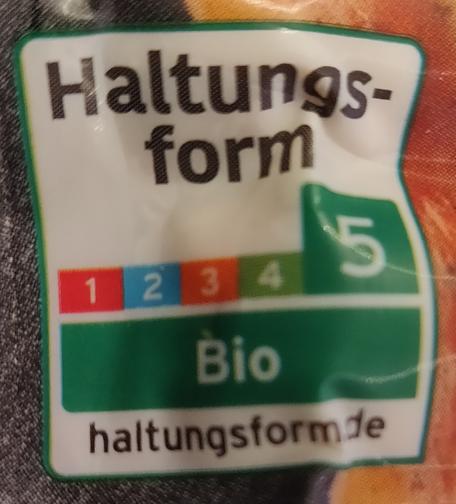 Haltungs-
form
1 2 3 4 5
Bio
haltungsform.de